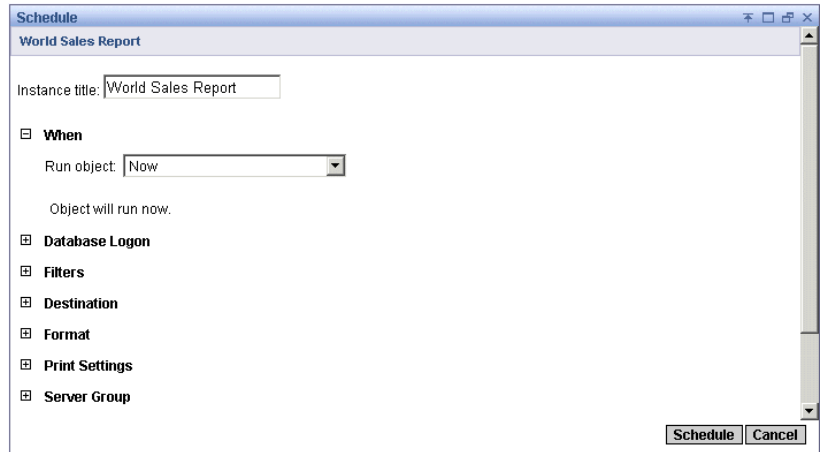 Schedule
World Sales Report
Instance title: World Sales Report
When
Run object: Now
Object will run now.
Database Logon
Filters
Destination
Format
Print Settings
Server Group
Schedule Cancel